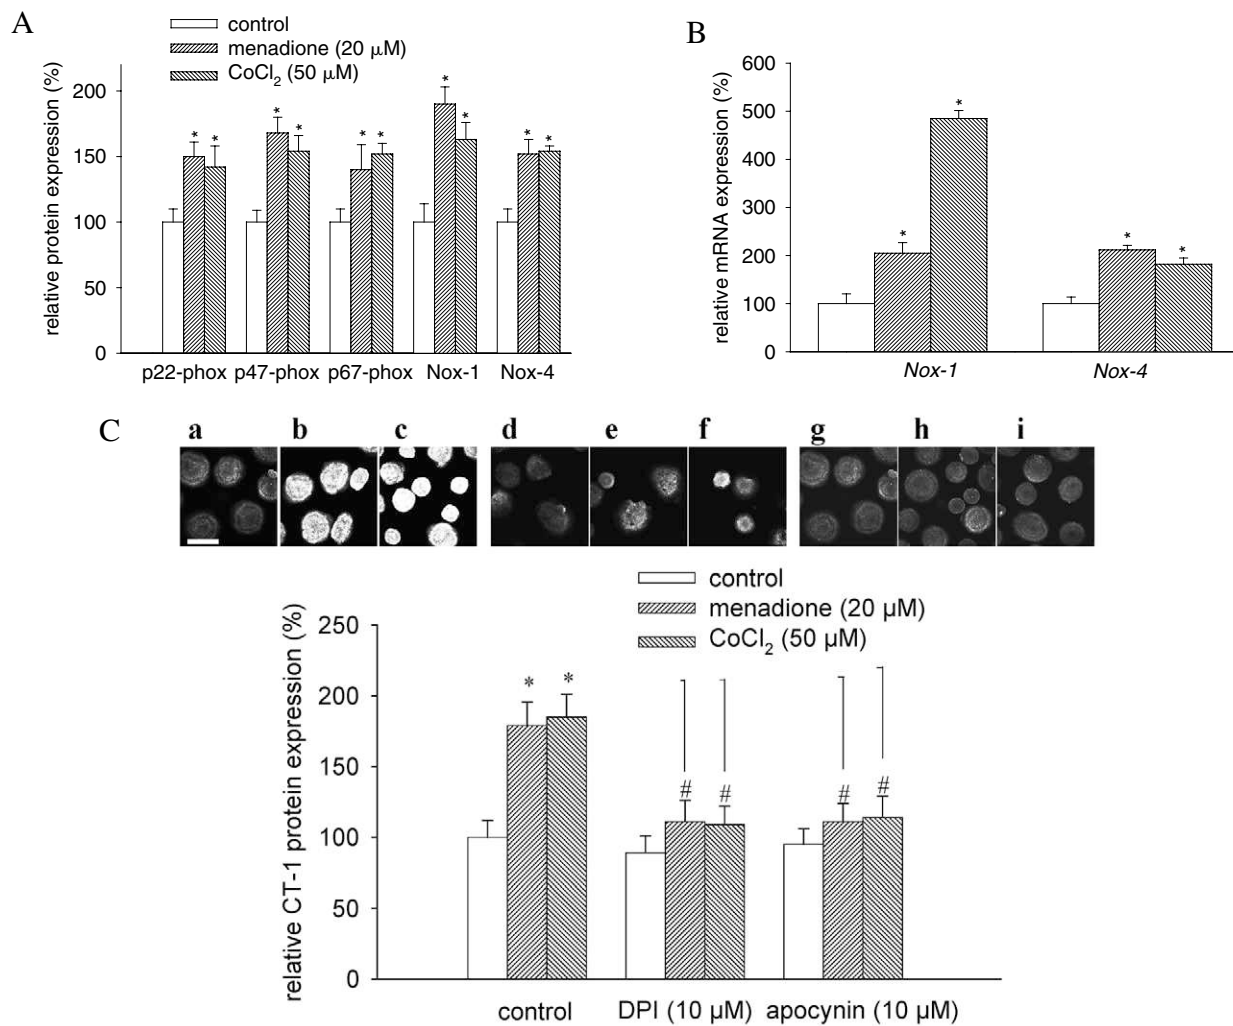 A
control
menadione (20 μM)
CoCl2 (50 μM)
relative protein expression (%)
200
150
100
50
0
* * * * * * * * * *
p22-phox p47-phox p67-phox Nox-1 Nox-4
B
relative mRNA expression (%)
600
500
400
300
200
100
0
* * * *
Nox-1 Nox-4
C
a b c d e f g h i
control
menadione (20 μM)
CoCl2 (50 μM)
relative CT-1 protein expression (%)
250
200
150
100
50
0
* * # # # #
control DPI (10 μM) apocynin (10 μM)